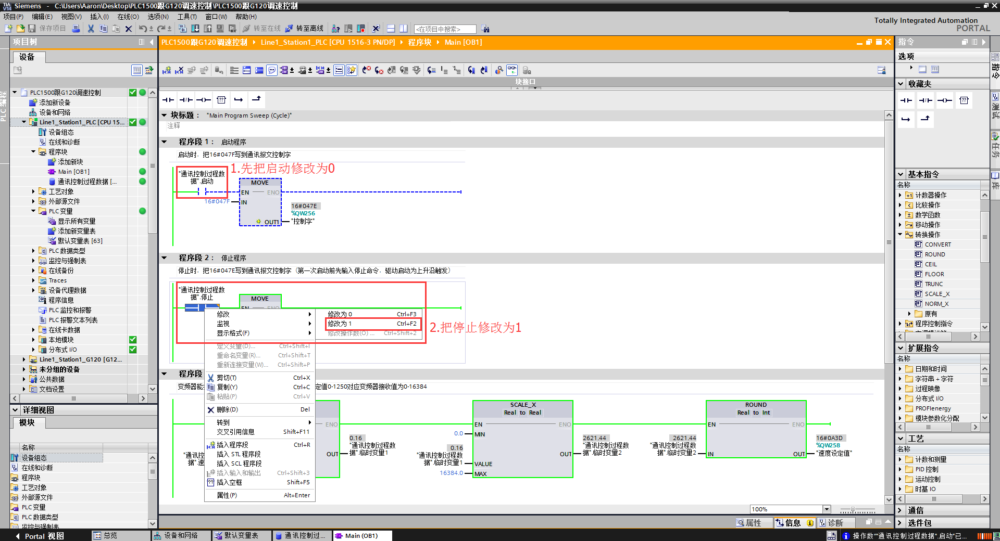 Siemens - C:\Users\Aaron\Desktop\PLC1500跟G120调速控制\PLC1500跟G120调速控制
项目(P) 编辑(E) 视图(V) 插入(I) 在线(O) 选项(N) 工具(T) 窗口(W) 帮助(H)
Totally Integrated Automation
PORTAL
保存项目 转至在线 转至离线 <在项目中搜索>
项目树
设备
PLC 编程
PLC1500跟G120调速控制
添加新设备
设备和网络
Line1_Station1_PLC [CPU 15...
设备组态
在线和诊断
程序块
添加新块
Main [OB1]
通讯控制过程数据 [...
工艺对象
外部源文件
PLC 变量
显示所有变量
添加新变量表
默认变量表 [63]
PLC 数据类型
监控与强制表
在线备份
Traces
设备代理数据
程序信息
PLC 监控和报警
PLC 报警文本列表
在线卡数据
本地模块
分布式 I/O
Line1_Station1_G120 [G12...
未分组的设备
公共数据
文档设置
详细视图
模块
名称
设备组态
在线和诊断
程序块
工艺对象
外部源文件
PLC 变量
PLC 数据类型
监控与强制表
PLC1500跟G120调速控制 Line1_Station1_PLC [CPU 1516-3 PN/DP] 程序块 Main [OB1]
块接口
块标题： "Main Program Sweep (Cycle)"
注释
程序段 1： 启动程序
启动时，把16#047F写到通讯报文控制字
1.先把启动修改为0
"通讯控制过程数
据".启动
MOVE
EN ENO
16#047F IN
16#047E
%QW256
OUT1 "控制字"
程序段 2： 停止程序
停止时，把16#047E写到通讯报文控制字（第一次启动前先输入停止命令，驱动启动为上升沿触发）
"通讯控制过程数
据".停止
MOVE
EN ENO
修改
监视
显示格式(F)
修改为 0 Ctrl+F3
修改为 1 Ctrl+F2
修改操作数(O) ... Ctrl+Shift+2
2.把停止修改为1
定义变量(D)... Ctrl+Shift+I
重命名变量(R)... Ctrl+Shift+T
重新连接变量(W)... Ctrl+Shift+P
剪切(T) Ctrl+X
复制(Y) Ctrl+C
粘贴(P) Ctrl+V
删除(D) Del
转到
交叉引用信息 Shift+F11
插入程序段 Ctrl+R
插入 STL 程序段
插入 SCL 程序段
插入输入和输出 Ctrl+Shift+3
插入空框 Shift+F5
属性(P) Alt+Enter
程序段
变频器能 定值0-1250对应变频器接收值为0-16384
ENO
"通讯控
据".速
OUT
0.16
"通讯控制过程数
据".临时变量1
SCALE_X
Real to Real
EN ENO
0.0 MIN
0.16
"通讯控制过程数
据".临时变量1 VALUE
16384.0 MAX
OUT
2621.44
"通讯控制过程数
据".临时变量2
ROUND
Real to Int
EN ENO
2621.44
"通讯控制过程数
据".临时变量2 IN
OUT
16#0A3D
%QW258
"速度设定值"
100%
属性 信息 诊断
指令
选项
收藏夹
基本指令
名称
计数器操作
比较操作
数学函数
移动操作
转换操作
CONVERT
ROUND
CEIL
FLOOR
TRUNC
SCALE_X
NORM_X
原有
程序控制指令
扩展指令
名称
日期和时间
字符串 + 字符
过程映像
分布式 I/O
PROFIenergy
模块参数化分配
工艺
名称
计数和测量
PID 控制
运动控制
时基 IO
通信
选件包
指令
测试
任务
库
Portal 视图 总览 设备和网络 默认变量表 通讯控制过... Main (OB1)
操作数"通讯控制过程数据".启动"已...